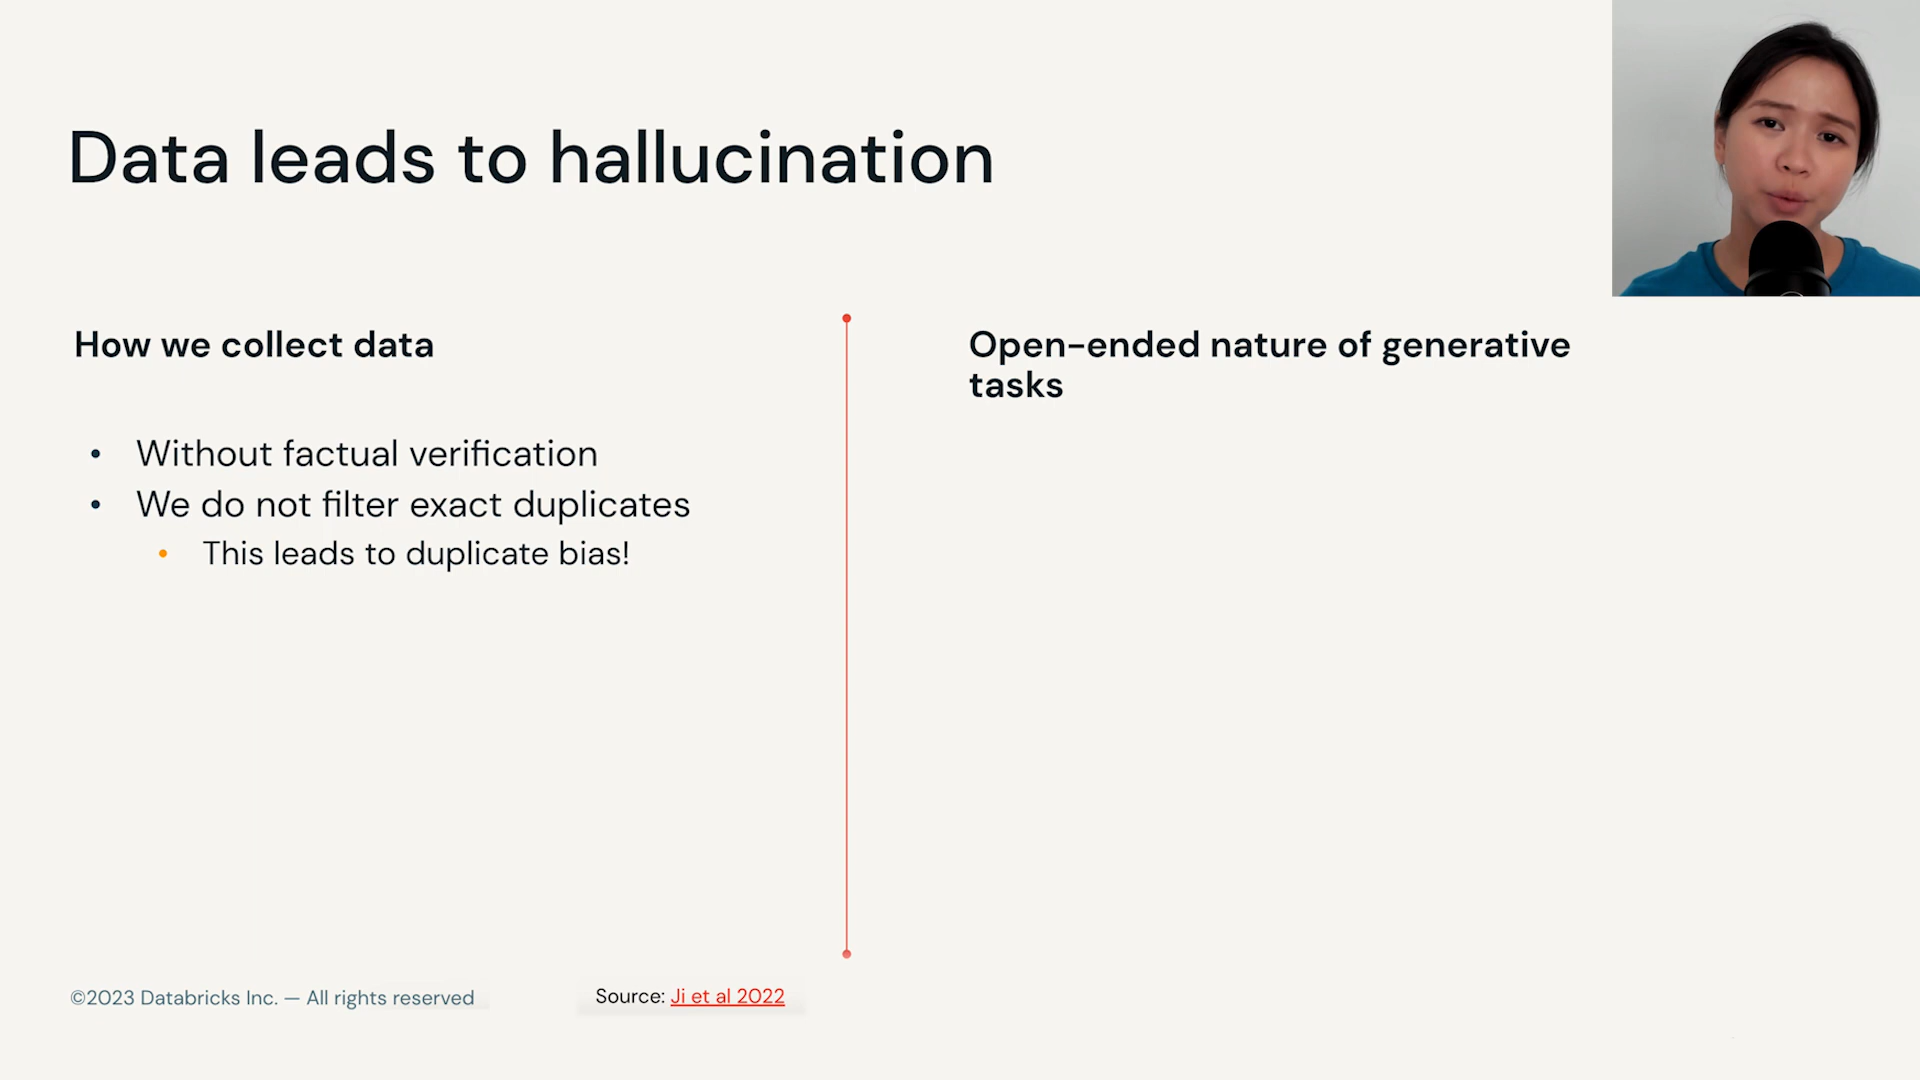 Data leads to hallucination
How we collect data
• Without factual verification
• We do not filter exact duplicates
• This leads to duplicate bias!
Open-ended nature of generative
tasks
©2023 Databricks Inc. — All rights reserved
Source: Ji et al 2022